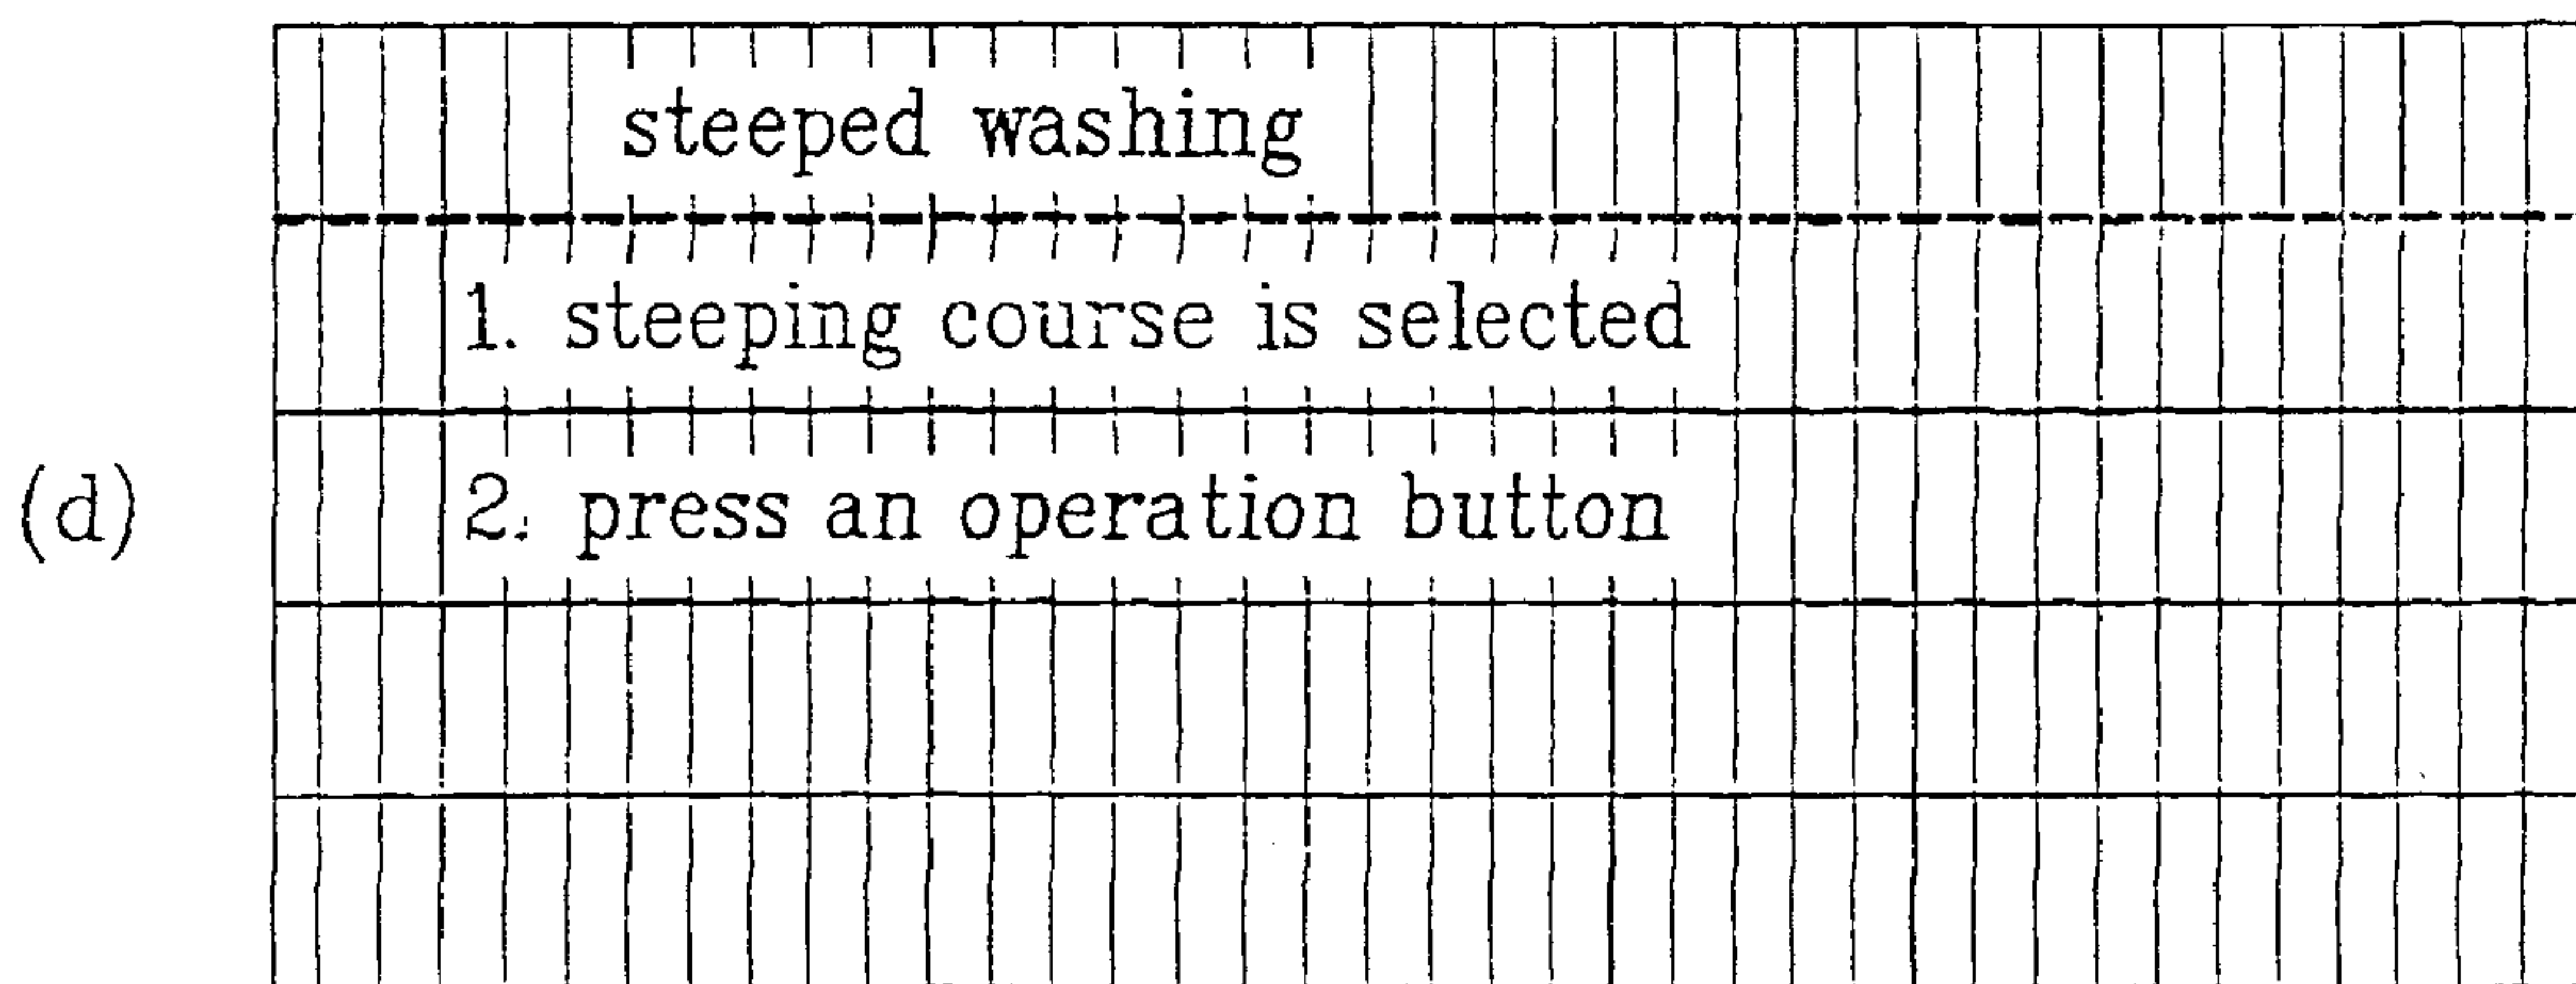 steeped washing
1. steeping course is selected
(d)
2. press an operation button